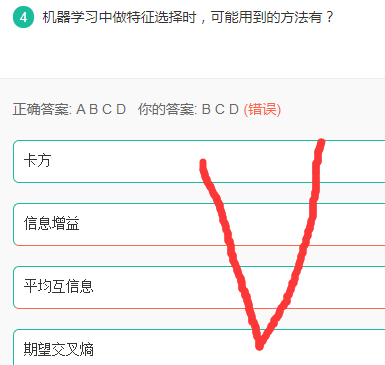 4 机器学习中做特征选择时，可能用到的方法有？
正确答案: A B C D 你的答案: B C D (错误)
卡方
信息增益
平均互信息
期望交叉熵